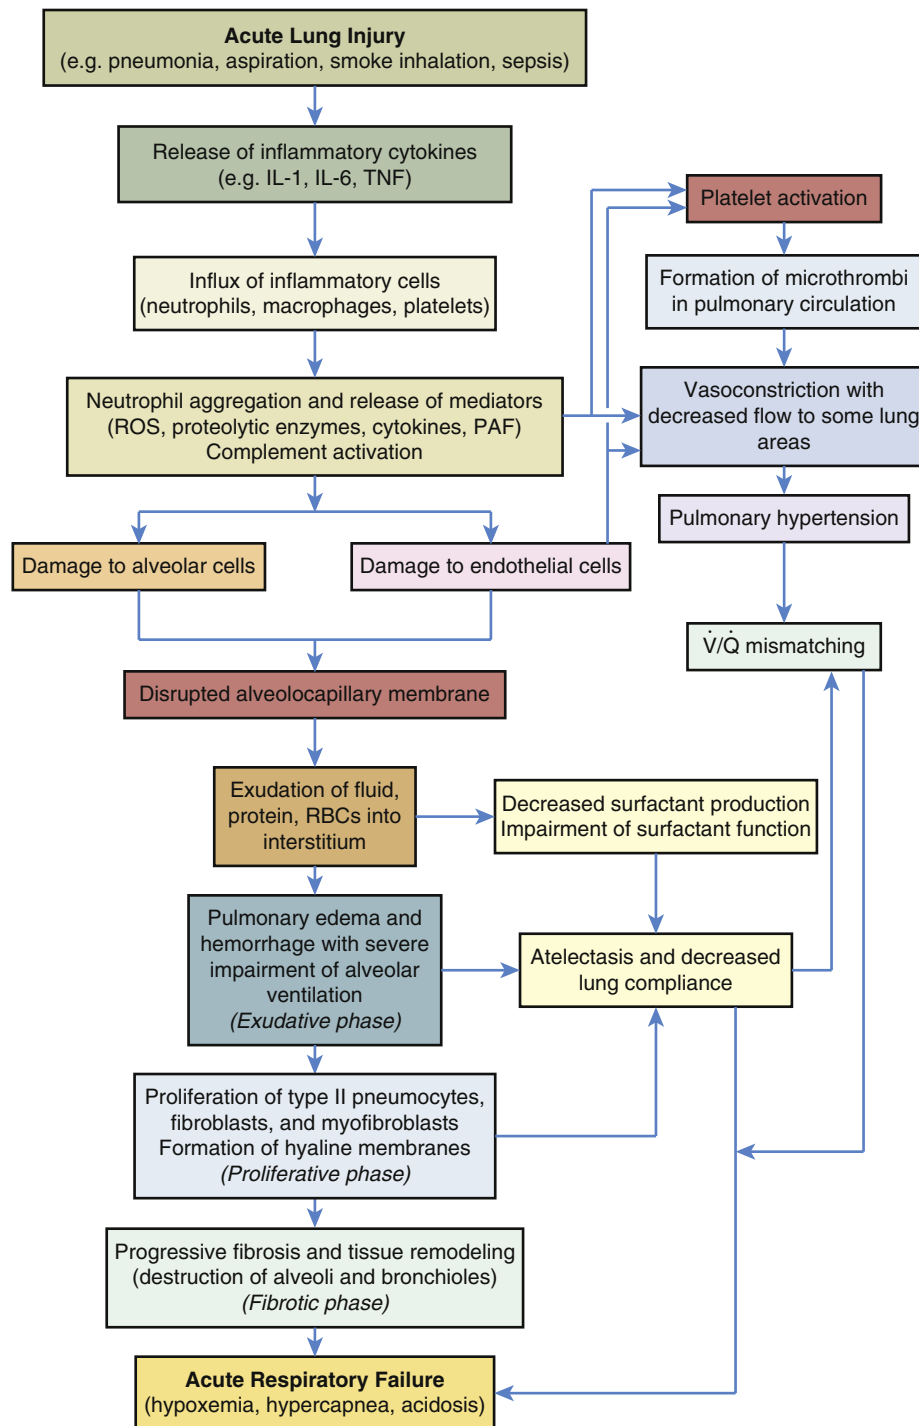 Acute Lung Injury
(e.g. pneumonia, aspiration, smoke inhalation, sepsis)
Release of inflammatory cytokines
(e.g. IL-1, IL-6, TNF)
Influx of inflammatory cells
(neutrophils, macrophages, platelets)
Neutrophil aggregation and release of mediators
(ROS, proteolytic enzymes, cytokines, PAF)
Complement activation
Damage to alveolar cells
Damage to endothelial cells
Platelet activation
Formation of microthrombi
in pulmonary circulation
Vasoconstriction with
decreased flow to some lung
areas
Pulmonary hypertension
V̇/Q̇ mismatching
Disrupted alveolocapillary membrane
Exudation of fluid,
protein, RBCs into
interstitium
Decreased surfactant production
Impairment of surfactant function
Pulmonary edema and
hemorrhage with severe
impairment of alveolar
ventilation
(Exudative phase)
Atelectasis and decreased
lung compliance
Proliferation of type II pneumocytes,
fibroblasts, and myofibroblasts
Formation of hyaline membranes
(Proliferative phase)
Progressive fibrosis and tissue remodeling
(destruction of alveoli and bronchioles)
(Fibrotic phase)
Acute Respiratory Failure
(hypoxemia, hypercapnea, acidosis)